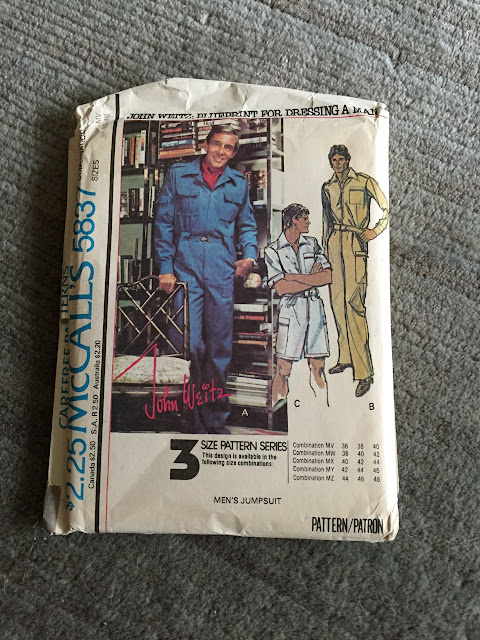 JOHN WEITZ: BLUEPRINT FOR DRESSING A MAN
SIZES
CAREFREE PATTERNS
McCALL'S 5837
$2.25
Canada $2.50 S.A.R 2.50 Australia $2.20
John Weitz
A
C
B
3 SIZE PATTERN SERIES
This design is available in the
following size combinations:
Combination MV 36 38 40
Combination MW 38 40 42
Combination MX 40 42 44
Combination MY 42 44 46
Combination MZ 44 46 48
MEN'S JUMPSUIT
PATTERN/PATRON